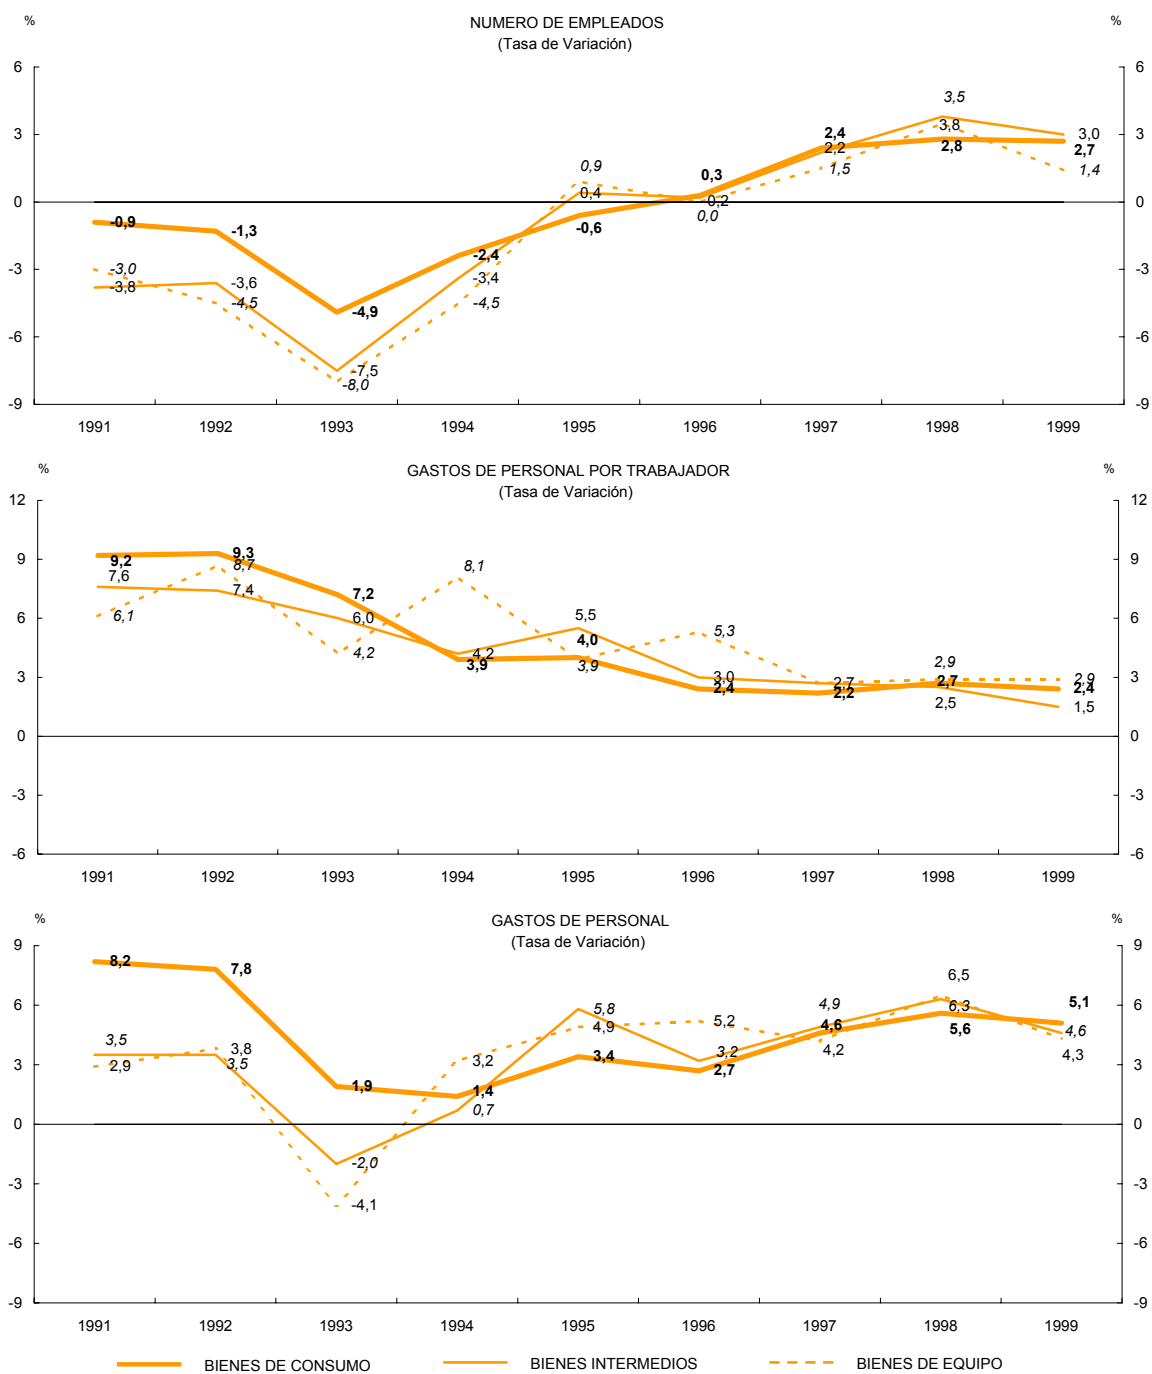 % NUMERO DE EMPLEADOS %
(Tasa de Variación)
6 6
3,5
3 2,4 3,8 3,0 3
2,2 2,8 2,7
0,9 1,5 1,4
0,4 0,3
0 0,2 0
-0,9 0,0
-1,3 -0,6
-2,4
-3 -3,0 -3,6 -3,4 -3
-3,8 -4,5 -4,5
-4,9
-6 -6
-7,5
-8,0
-9 -9
1991 1992 1993 1994 1995 1996 1997 1998 1999
% GASTOS DE PERSONAL POR TRABAJADOR %
(Tasa de Variación)
12 12
9 9,2 9,3 9
7,6 8,7 8,1
7,4 7,2
6 6,1 6,0 5,5 6
4,2 4,2 4,0 5,3
3,9 3,9
3 3,0 2,7 2,9 2,9 3
2,4 2,2 2,7 2,4
2,5 1,5
0 0
-3 -3
-6 -6
1991 1992 1993 1994 1995 1996 1997 1998 1999
% GASTOS DE PERSONAL %
(Tasa de Variación)
9 9
8,2 7,8
6,5
6 5,8 4,9 6,3 5,1 6
4,9 5,2 4,6 5,6 4,6
3,5 3,8 4,2 4,3
3 2,9 3,5 3,2 3,4 3,2 3
1,9 2,7
1,4
0,7
0 0
-2,0
-3 -3
-4,1
-6 -6
-9 -9
1991 1992 1993 1994 1995 1996 1997 1998 1999
BIENES DE CONSUMO BIENES INTERMEDIOS BIENES DE EQUIPO